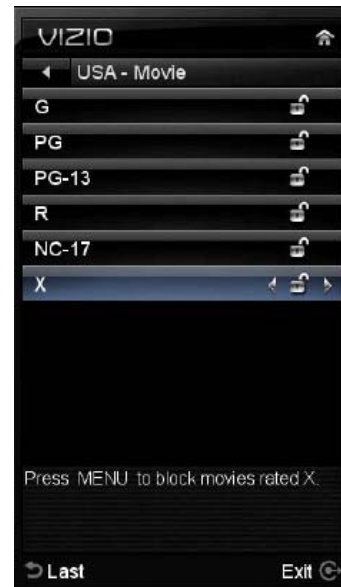 VIZIO
USA - Movie
G
PG
PG-13
R
NC-17
X
Press MENU to block movies rated X.
Last Exit